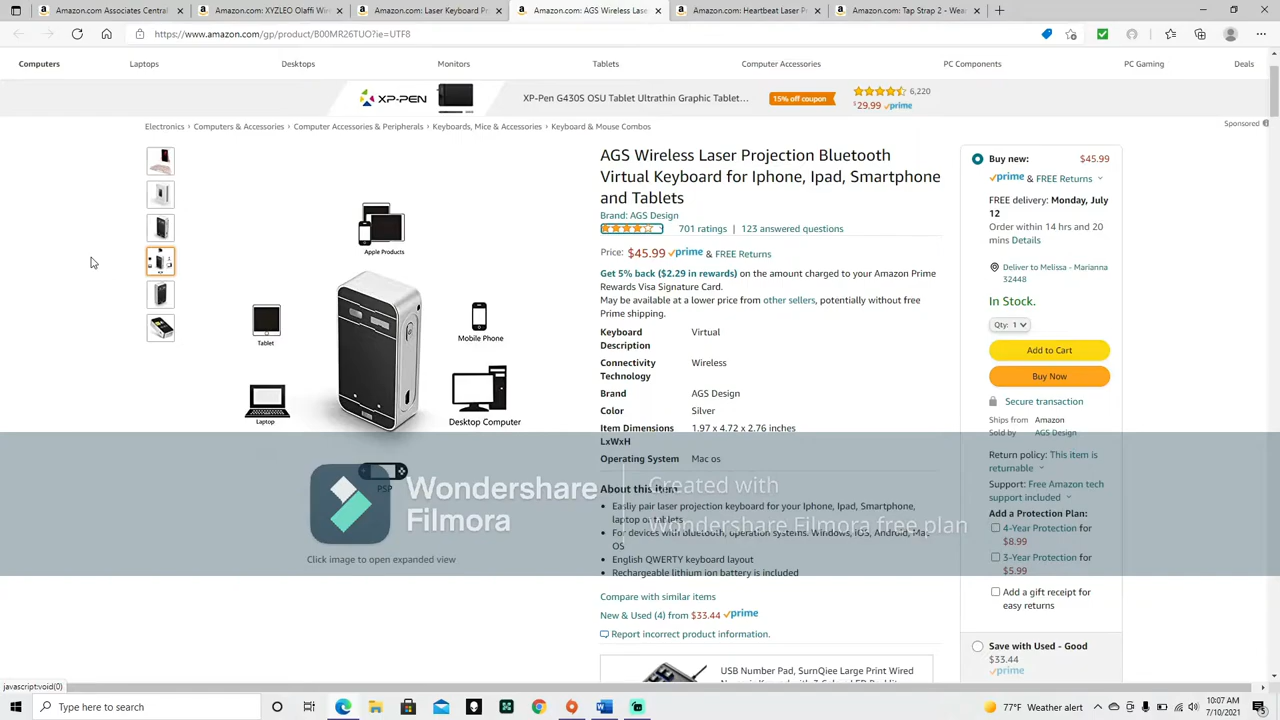 Amazon.com Associates Central
Amazon.com: XYZLEO Olaffi Wire
Amazon.com: Laser Keyboard P
Amazon.com: AGS Wireless Lase
Amazon.com: Heartbeat Laser P
Amazon.com: Tap Strap 2 - Wear
https://www.amazon.com/gp/product/B00MR26TUO?ie=UTF8
Computers
Laptops
Desktops
Monitors
Tablets
Computer Accessories
PC Components
PC Gaming
Deals
XP-PEN
XP-Pen G430S OSU Tablet Ultrathin Graphic Tablet...
15% off coupon
6,220
$29.99 prime
Electronics › Computers & Accessories › Computer Accessories & Peripherals › Keyboards, Mice & Accessories › Keyboard & Mouse Combos
Sponsored
AGS Wireless Laser Projection Bluetooth
Virtual Keyboard for Iphone, Ipad, Smartphone
and Tablets
Brand: AGS Design
701 ratings | 123 answered questions
Price: $45.99 prime & FREE Returns
Get 5% back ($2.29 in rewards) on the amount charged to your Amazon Prime
Rewards Visa Signature Card.
May be available at a lower price from other sellers, potentially without free
Prime shipping.
Keyboard Description
Virtual
Connectivity Technology
Wireless
Brand
AGS Design
Color
Silver
Item Dimensions LxWxH
1.97 x 4.72 x 2.76 inches
Operating System
Mac os
About this item
• Easliy pair laser projection keyboard for your Iphone, Ipad, Smartphone,
laptop or tablets
• For devices with bluetooth, operation systems. Windows, iOS, Android, Mac
OS
• English QWERTY keyboard layout
• Rechargeable lithium ion battery is included
Compare with similar items
New & Used (4) from $33.44 prime
Report incorrect product information.
USB Number Pad, SurnQiee Large Print Wired
Apple Products
Tablet
Mobile Phone
Laptop
Desktop Computer
PSP
Click image to open expanded view
Buy new: $45.99
prime & FREE Returns
FREE delivery: Monday, July
12
Order within 14 hrs and 20
mins Details
Deliver to Melissa - Marianna
32448
In Stock.
Qty: 1
Add to Cart
Buy Now
Secure transaction
Ships from Amazon
Sold by AGS Design
Return policy: This item is
returnable
Support: Free Amazon tech
support included
Add a Protection Plan:
4-Year Protection for
$8.99
3-Year Protection for
$5.99
Add a gift receipt for
easy returns
Save with Used - Good
$33.44
prime
Wondershare
Filmora
Created with
Wondershare Filmora free plan
javascript:void(0)
Type here to search
77°F Weather alert
10:07 AM
7/10/2021